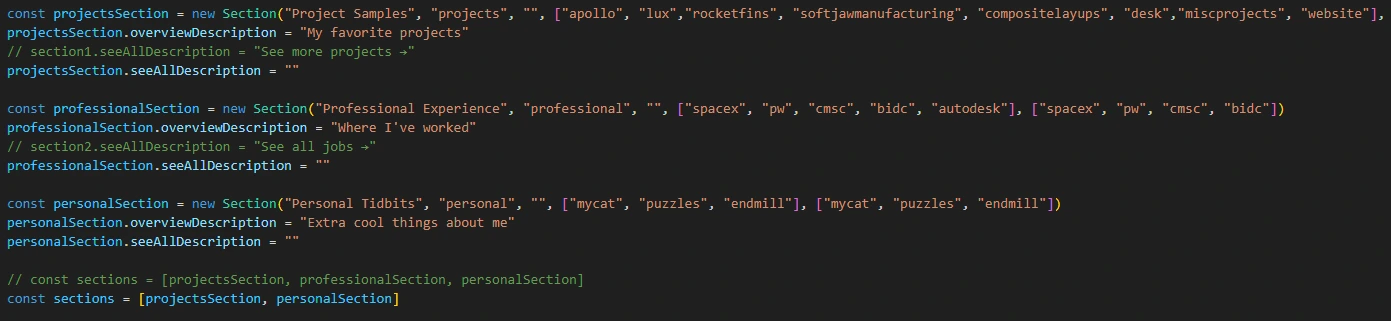 const projectsSection = new Section("Project Samples", "projects", "", ["apollo", "lux","rocketfins", "softjawmanufacturing", "compositelayups", "desk","miscprojects", "website"],
projectsSection.overviewDescription = "My favorite projects"
// section1.seeAllDescription = "See more projects →"
projectsSection.seeAllDescription = ""
const professionalSection = new Section("Professional Experience", "professional", "", ["spacex", "pw", "cmsc", "bidc", "autodesk"], ["spacex", "pw", "cmsc", "bidc"])
professionalSection.overviewDescription = "Where I've worked"
// section2.seeAllDescription = "See all jobs →"
professionalSection.seeAllDescription = ""
const personalSection = new Section("Personal Tidbits", "personal", "", ["mycat", "puzzles", "endmill"], ["mycat", "puzzles", "endmill"])
personalSection.overviewDescription = "Extra cool things about me"
personalSection.seeAllDescription = ""
// const sections = [projectsSection, professionalSection, personalSection]
const sections = [projectsSection, personalSection]